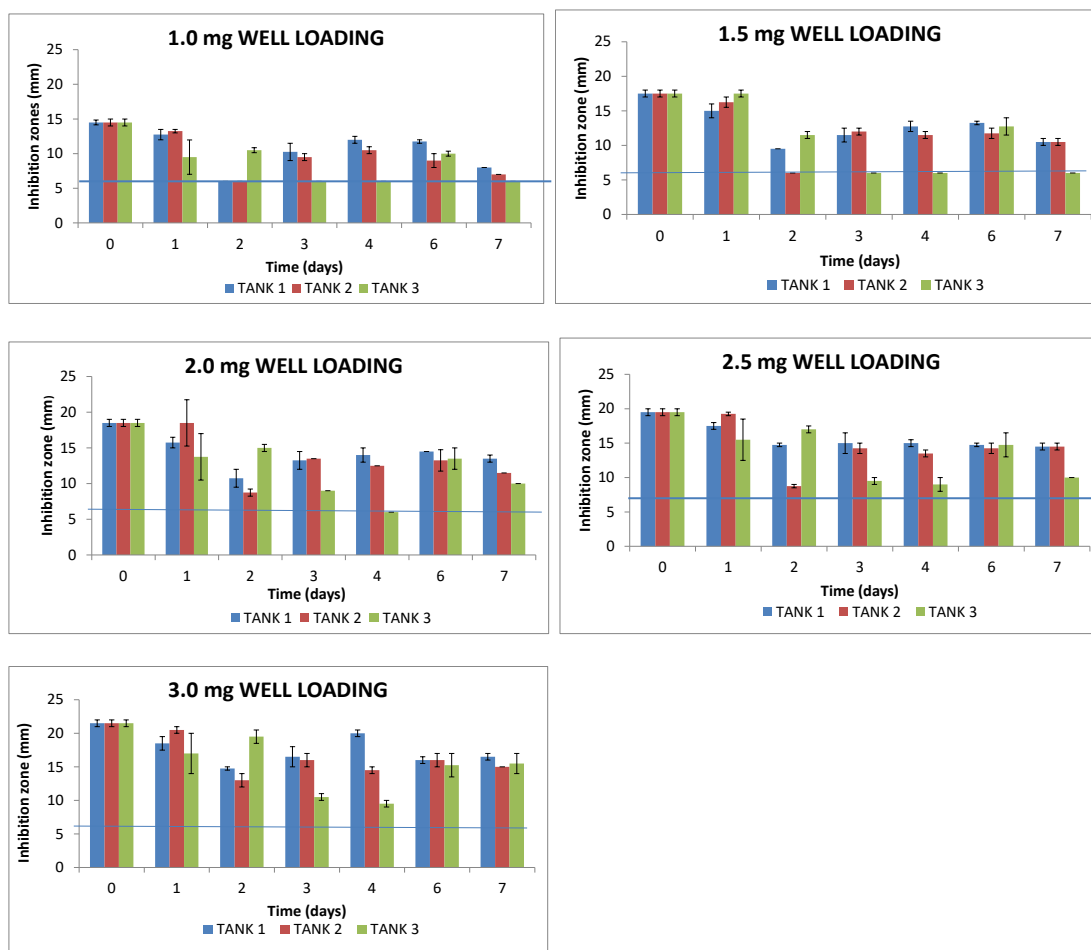 1.0 mg WELL LOADING
Inhibition zones (mm)
25
20
15
10
5
0
0 1 2 3 4 6 7
Time (days)
TANK 1 TANK 2 TANK 3
1.5 mg WELL LOADING
Inhibition zone (mm)
25
20
15
10
5
0
0 1 2 3 4 6 7
Time (days)
TANK 1 TANK 2 TANK 3
2.0 mg WELL LOADING
Inhibition zone (mm)
25
20
15
10
5
0
0 1 2 3 4 6 7
Time (days)
TANK 1 TANK 2 TANK 3
2.5 mg WELL LOADING
Inhibition zone (mm)
25
20
15
10
5
0
0 1 2 3 4 6 7
Time (days)
TANK 1 TANK 2 TANK 3
3.0 mg WELL LOADING
Inhibition zone (mm)
25
20
15
10
5
0
0 1 2 3 4 6 7
Time (days)
TANK 1 TANK 2 TANK 3